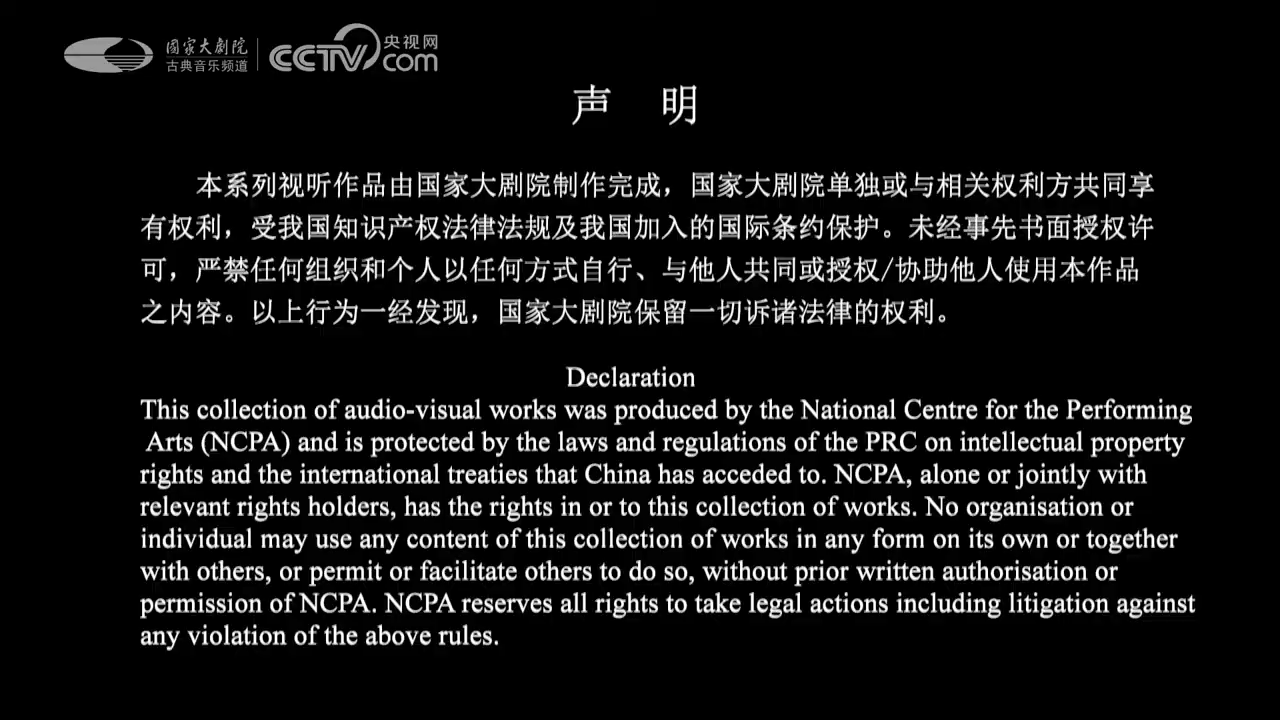 国家大剧院
古典音乐频道
CCTV.com 央视网
声 明
本系列视听作品由国家大剧院制作完成，国家大剧院单独或与相关权利方共同享
有权利，受我国知识产权法律法规及我国加入的国际条约保护。未经事先书面授权许
可，严禁任何组织和个人以任何方式自行、与他人共同或授权/协助他人使用本作品
之内容。以上行为一经发现，国家大剧院保留一切诉诸法律的权利。
Declaration
This collection of audio-visual works was produced by the National Centre for the Performing
Arts (NCPA) and is protected by the laws and regulations of the PRC on intellectual property
rights and the international treaties that China has acceded to. NCPA, alone or jointly with
relevant rights holders, has the rights in or to this collection of works. No organisation or
individual may use any content of this collection of works in any form on its own or together
with others, or permit or facilitate others to do so, without prior written authorisation or
permission of NCPA. NCPA reserves all rights to take legal actions including litigation against
any violation of the above rules.